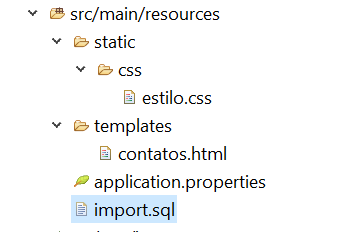 src/main/resources
static
css
estilo.css
templates
contatos.html
application.properties
import.sql